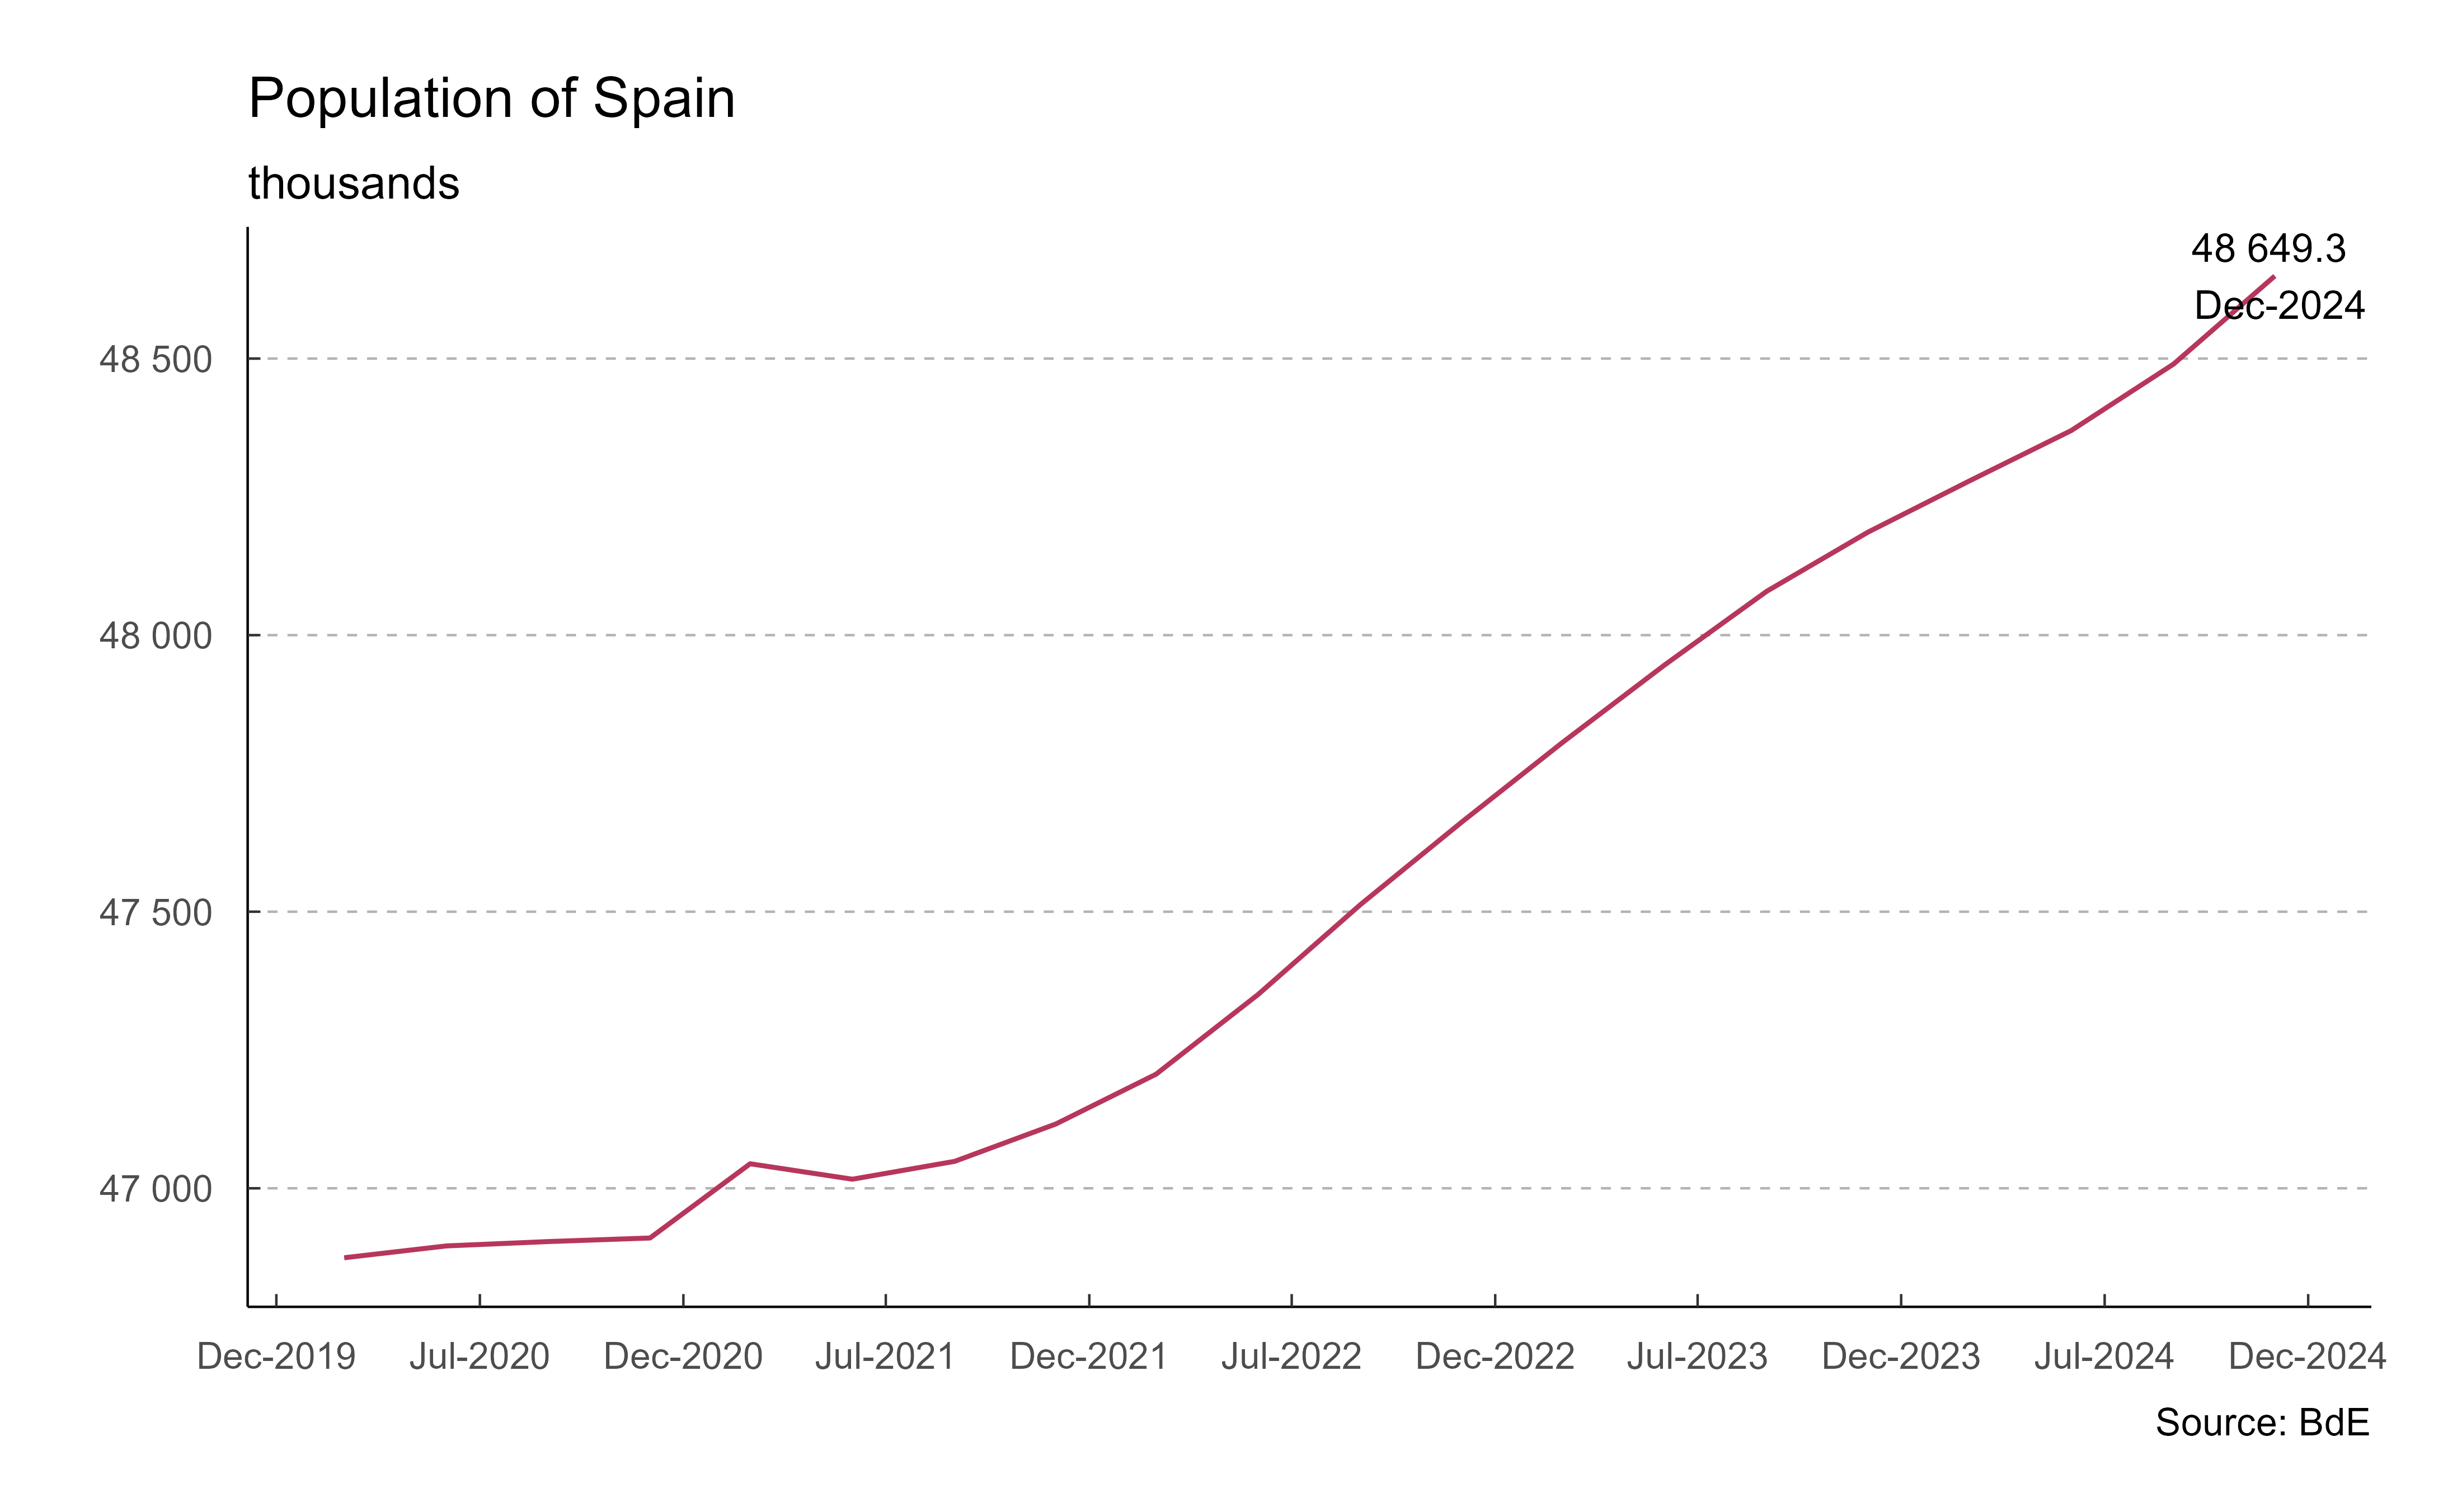 Population of Spain
thousands
48 649.3
Dec-2024
48 500
48 000
47 500
47 000
Dec-2019 Jul-2020 Dec-2020 Jul-2021 Dec-2021 Jul-2022 Dec-2022 Jul-2023 Dec-2023 Jul-2024 Dec-2024
Source: BdE